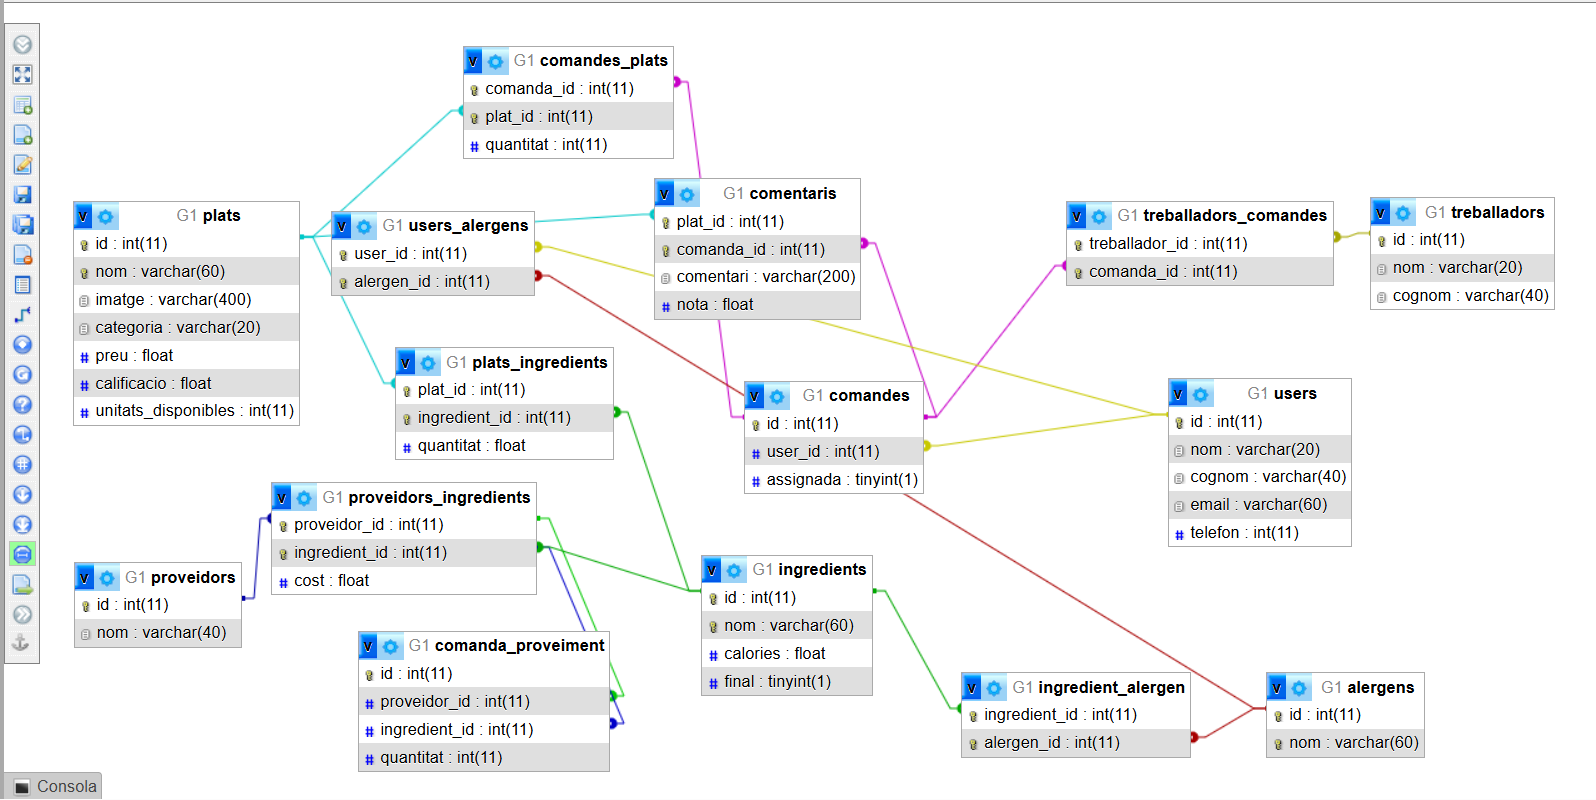 G1 comandes_plats
comanda_id : int(11)
plat_id : int(11)
quantitat : int(11)
G1 plats
id : int(11)
nom : varchar(60)
imatge : varchar(400)
categoria : varchar(20)
preu : float
calificacio : float
unitats_disponibles : int(11)
G1 users_alergens
user_id : int(11)
alergen_id : int(11)
G1 comentaris
plat_id : int(11)
comanda_id : int(11)
comentari : varchar(200)
nota : float
G1 treballadors_comandes
treballador_id : int(11)
comanda_id : int(11)
G1 treballadors
id : int(11)
nom : varchar(20)
cognom : varchar(40)
G1 plats_ingredients
plat_id : int(11)
ingredient_id : int(11)
quantitat : float
G1 comandes
id : int(11)
user_id : int(11)
assignada : tinyint(1)
G1 users
id : int(11)
nom : varchar(20)
cognom : varchar(40)
email : varchar(60)
telefon : int(11)
G1 proveidors_ingredients
proveidor_id : int(11)
ingredient_id : int(11)
cost : float
G1 proveidors
id : int(11)
nom : varchar(40)
G1 comanda_proveiment
id : int(11)
proveidor_id : int(11)
ingredient_id : int(11)
quantitat : int(11)
G1 ingredients
id : int(11)
nom : varchar(60)
calories : float
final : tinyint(1)
G1 ingredient_alergen
ingredient_id : int(11)
alergen_id : int(11)
G1 alergens
id : int(11)
nom : varchar(60)
Consola